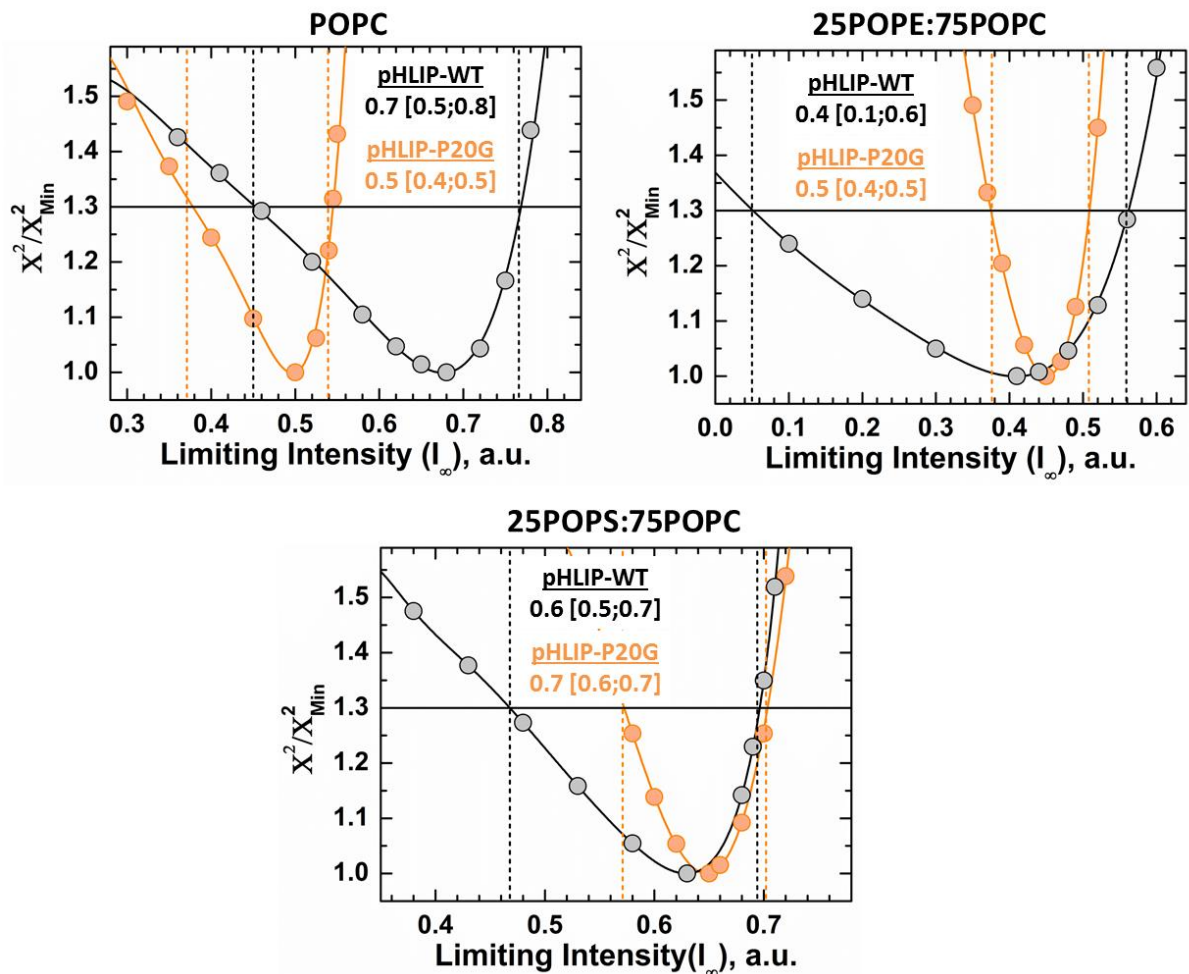 POPC
pHLIP-WT
0.7 [0.5;0.8]
pHLIP-P20G
0.5 [0.4;0.5]
1.5
1.4
1.3
1.2
1.1
1.0
X²/X²Min
0.3 0.4 0.5 0.6 0.7 0.8
Limiting Intensity (I∞), a.u.
25POPE:75POPC
pHLIP-WT
0.4 [0.1;0.6]
pHLIP-P20G
0.5 [0.4;0.5]
1.5
1.4
1.3
1.2
1.1
1.0
X²/X²Min
0.0 0.1 0.2 0.3 0.4 0.5 0.6
Limiting Intensity (I∞), a.u.
25POPS:75POPC
pHLIP-WT
0.6 [0.5;0.7]
pHLIP-P20G
0.7 [0.6;0.7]
1.5
1.4
1.3
1.2
1.1
1.0
X²/X²Min
0.4 0.5 0.6 0.7
Limiting Intensity(I∞), a.u.